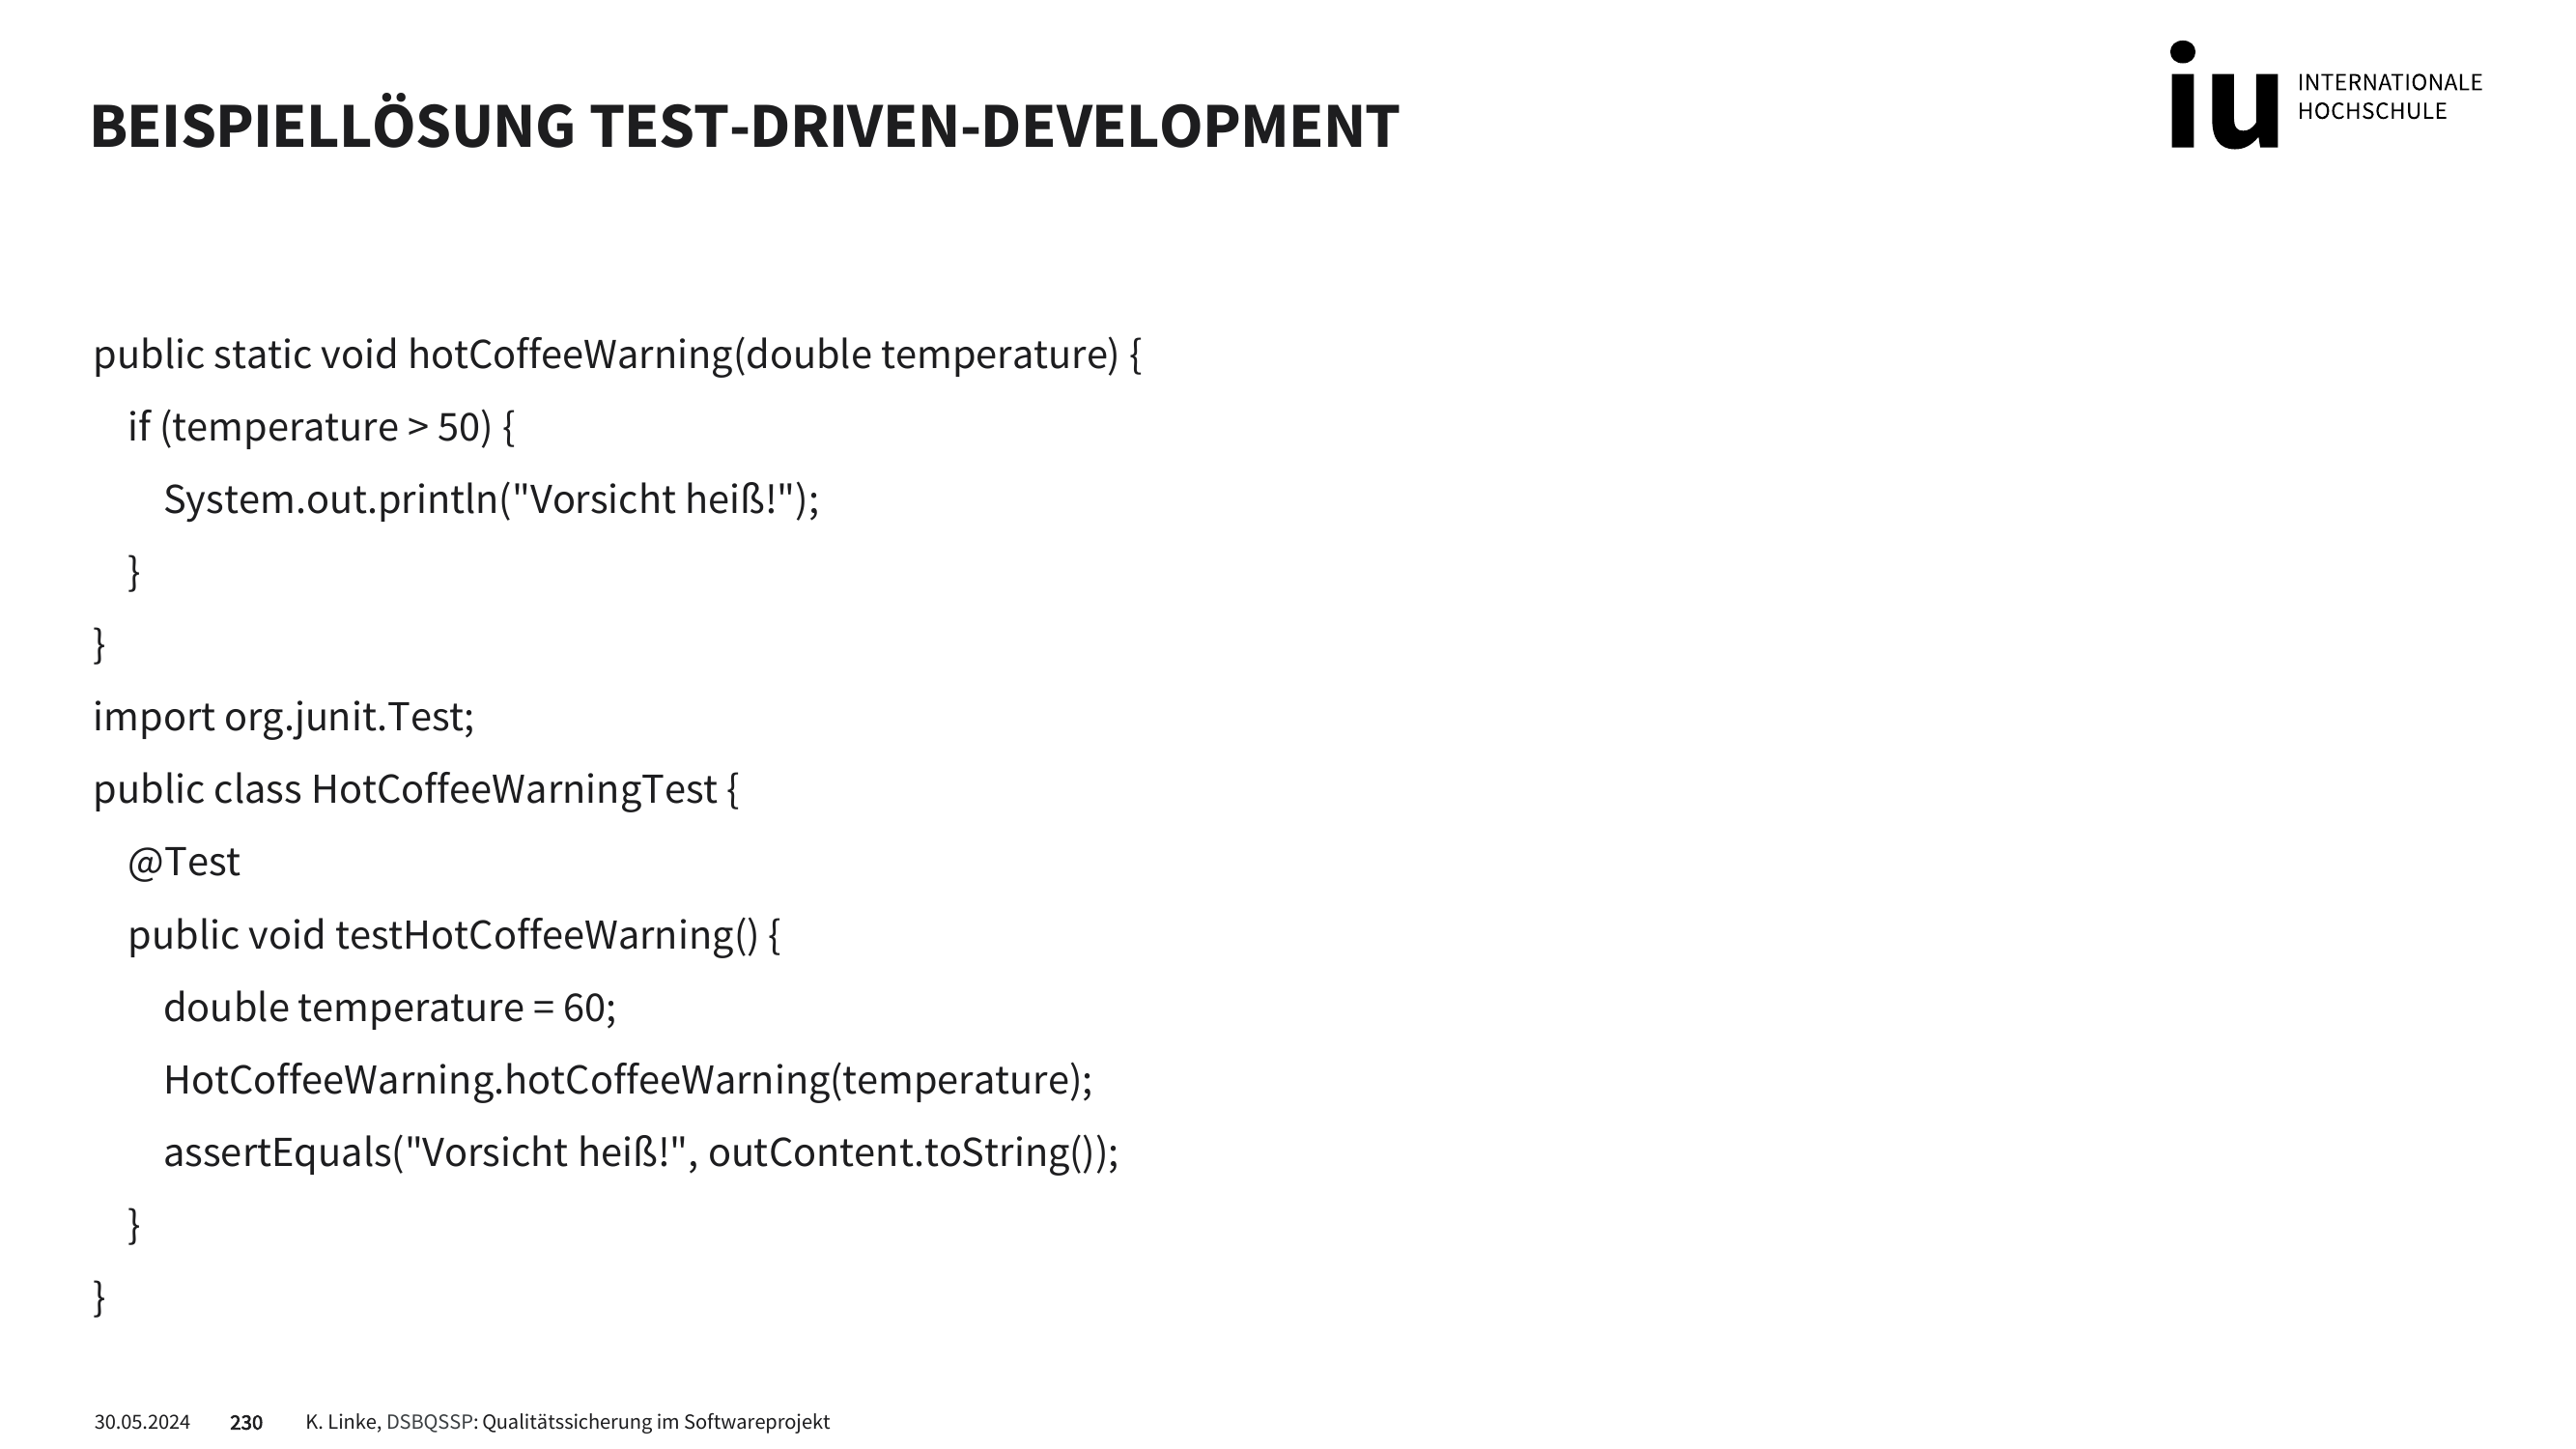 BEISPIELLÖSUNG TEST-DRIVEN-DEVELOPMENT
iu INTERNATIONALE
HOCHSCHULE
public static void hotCoffeeWarning(double temperature) {
    if (temperature > 50) {
        System.out.println("Vorsicht heiß!");
    }
}
import org.junit.Test;
public class HotCoffeeWarningTest {
    @Test
    public void testHotCoffeeWarning() {
        double temperature = 60;
        HotCoffeeWarning.hotCoffeeWarning(temperature);
        assertEquals("Vorsicht heiß!", outContent.toString());
    }
}
30.05.2024 230 K. Linke, DSBQSSP: Qualitätssicherung im Softwareprojekt